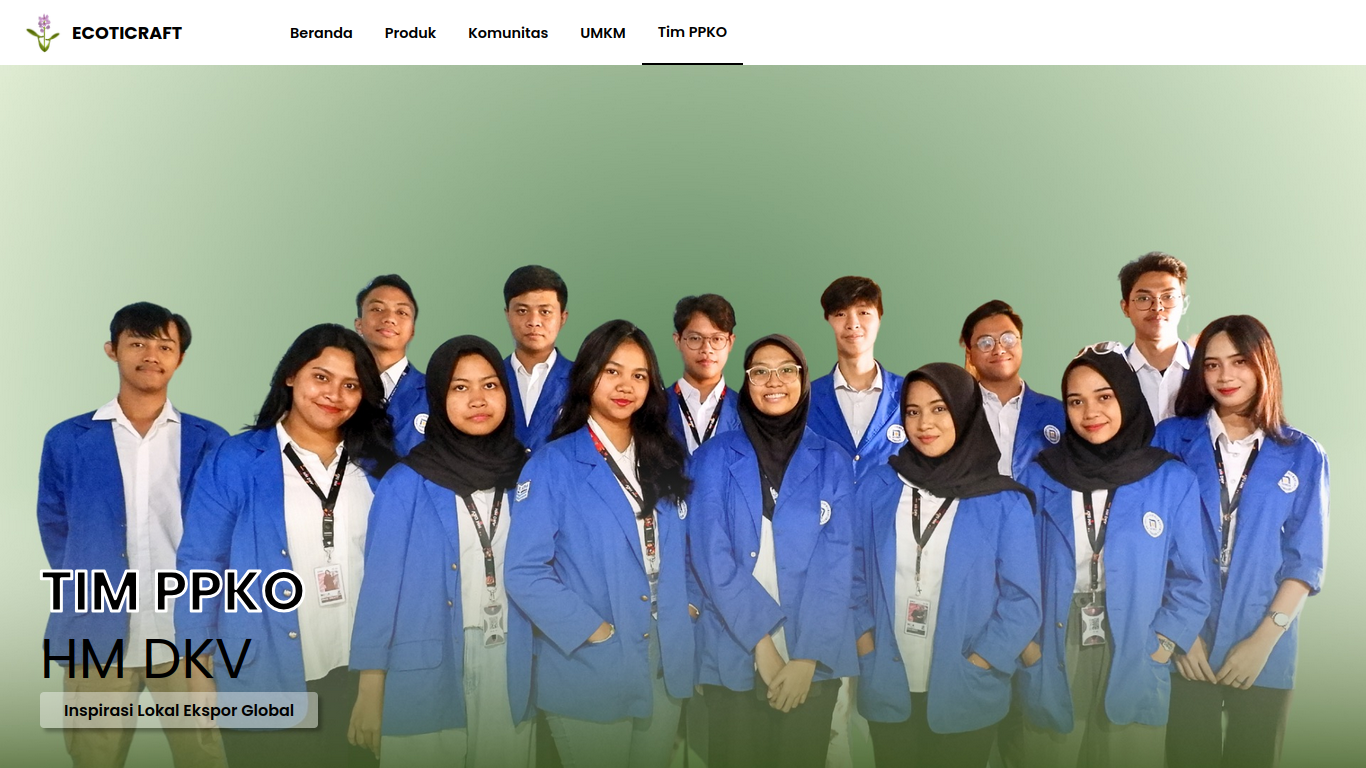 ECOTICRAFT
Beranda
Produk
Komunitas
UMKM
Tim PPKO
TIM PPKO
HM DKV
Inspirasi Lokal Ekspor Global